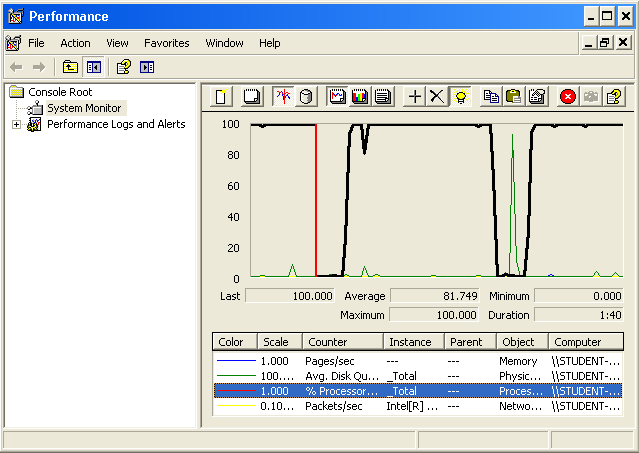 Performance
File Action View Favorites Window Help
Console Root
System Monitor
Performance Logs and Alerts
100
80
60
40
20
0
Last 100.000 Average 81.749 Minimum 0.000
Maximum 100.000 Duration 1:40
Color Scale Counter Instance Parent Object Computer
1.000 Pages/sec --- --- Memory \\STUDENT-...
100.... Avg. Disk Qu... _Total --- Physic... \\STUDENT-...
1.000 % Processor... _Total --- Proces... \\STUDENT-...
0.10... Packets/sec Intel[R] ... --- Netwo... \\STUDENT-...